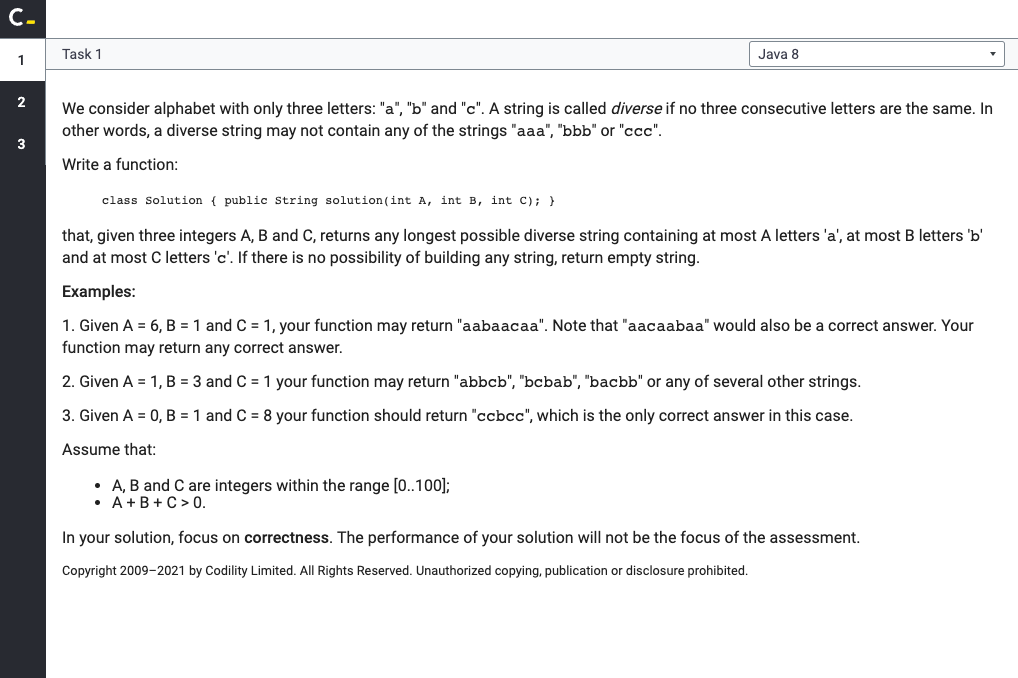 C_
1
Task 1
Java 8
2
3
We consider alphabet with only three letters: "a", "b" and "c". A string is called diverse if no three consecutive letters are the same. In
other words, a diverse string may not contain any of the strings "aaa", "bbb" or "ccc".
Write a function:
class Solution { public String solution(int A, int B, int C); }
that, given three integers A, B and C, returns any longest possible diverse string containing at most A letters 'a', at most B letters 'b'
and at most C letters 'c'. If there is no possibility of building any string, return empty string.
Examples:
1. Given A = 6, B = 1 and C = 1, your function may return "aabaacaa". Note that "aacaabaa" would also be a correct answer. Your
function may return any correct answer.
2. Given A = 1, B = 3 and C = 1 your function may return "abbcb", "bcbab", "bacbb" or any of several other strings.
3. Given A = 0, B = 1 and C = 8 your function should return "ccbcc", which is the only correct answer in this case.
Assume that:
• A, B and C are integers within the range [0..100];
• A + B + C > 0.
In your solution, focus on correctness. The performance of your solution will not be the focus of the assessment.
Copyright 2009–2021 by Codility Limited. All Rights Reserved. Unauthorized copying, publication or disclosure prohibited.